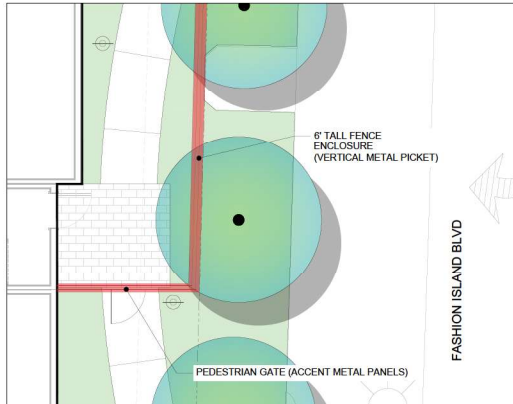 6' TALL FENCE
ENCLOSURE
(VERTICAL METAL PICKET)
FASHION ISLAND BLVD
PEDESTRIAN GATE (ACCENT METAL PANELS)